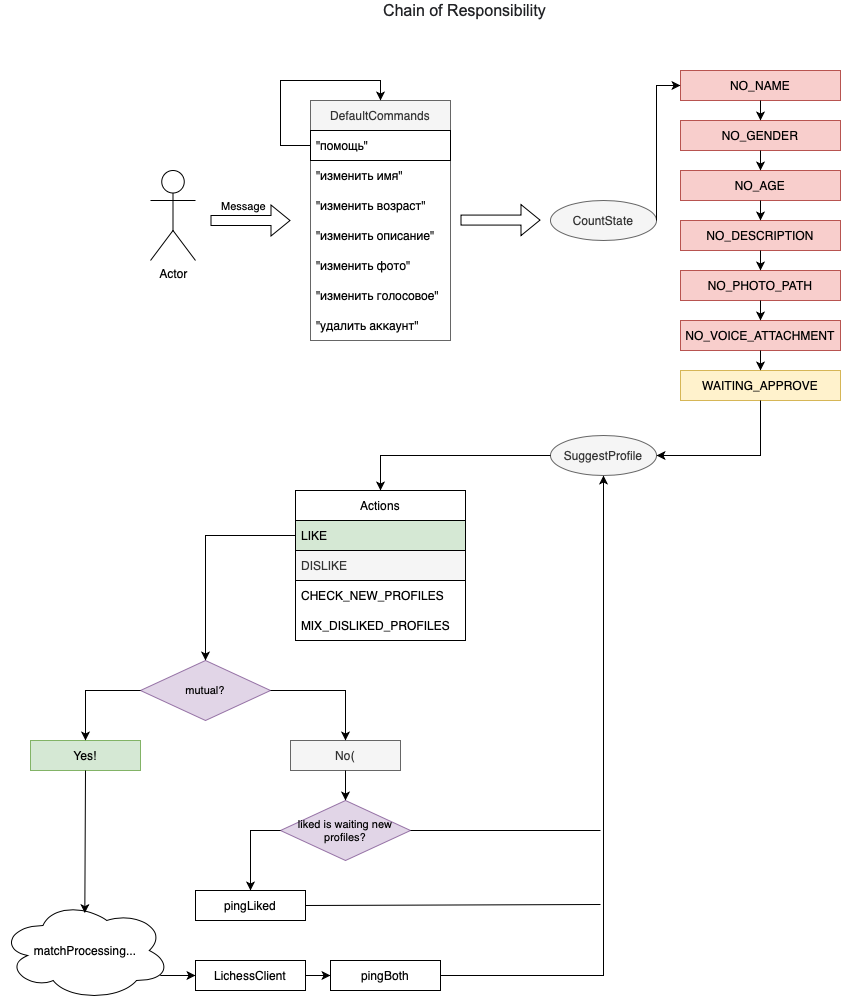 Chain of Responsibility
DefaultCommands
"помощь"
"изменить имя"
"изменить возраст"
"изменить описание"
"изменить фото"
"изменить голосовое"
"удалить аккаунт"
Message
Actor
CountState
NO_NAME
NO_GENDER
NO_AGE
NO_DESCRIPTION
NO_PHOTO_PATH
NO_VOICE_ATTACHMENT
WAITING_APPROVE
SuggestProfile
Actions
LIKE
DISLIKE
CHECK_NEW_PROFILES
MIX_DISLIKED_PROFILES
mutual?
Yes!
No(
liked is waiting new
profiles?
pingLiked
matchProcessing...
LichessClient
pingBoth